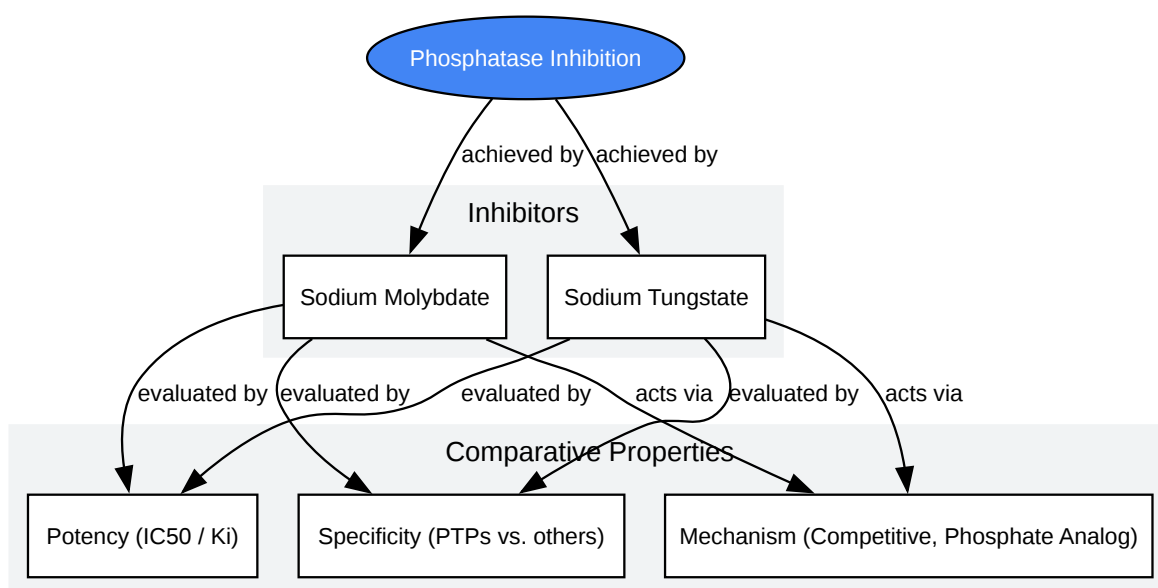 Phosphatase Inhibition
achieved by
achieved by
Inhibitors
Sodium Molybdate
Sodium Tungstate
evaluated by
evaluated by
evaluated by
acts via
evaluated by
acts via
Comparative Properties
Potency (IC50 / Ki)
Specificity (PTPs vs. others)
Mechanism (Competitive, Phosphate Analog)